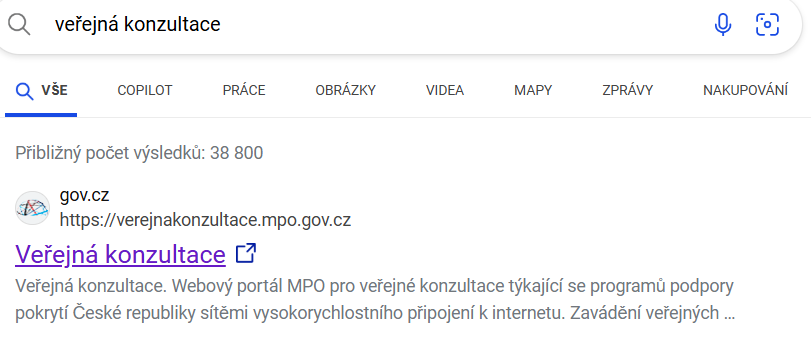 veřejná konzultace
VŠE COPILOT PRÁCE OBRÁZKY VIDEA MAPY ZPRÁVY NAKUPOVÁNÍ
Přibližný počet výsledků: 38 800
gov.cz
https://verejnakonzultace.mpo.gov.cz
Veřejná konzultace
Veřejná konzultace. Webový portál MPO pro veřejné konzultace týkající se programů podpory
pokrytí České republiky sítěmi vysokorychlostního připojení k internetu. Zavádění veřejných ...